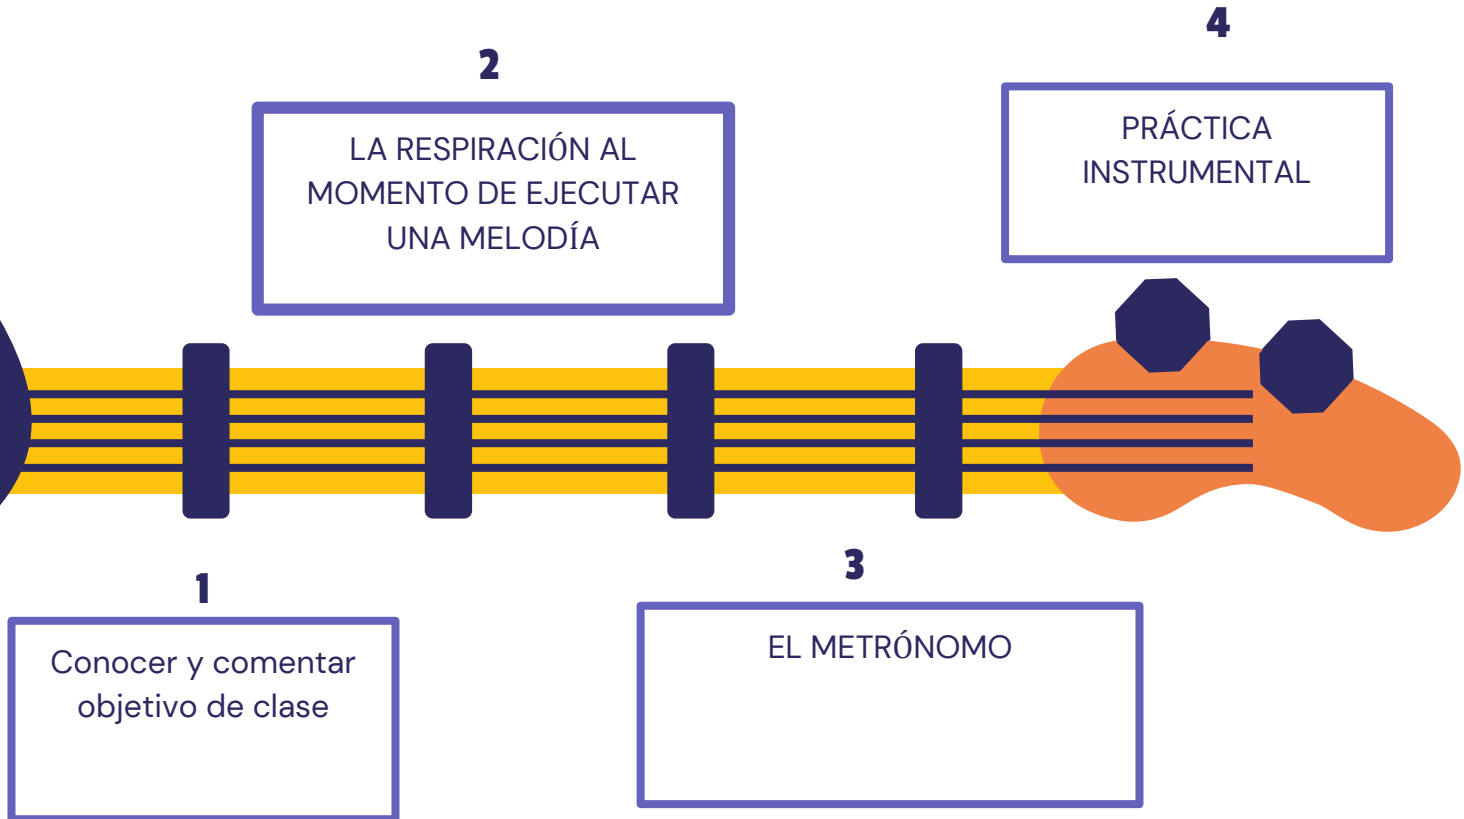 1
Conocer y comentar
objetivo de clase
2
LA RESPIRACIÓN AL
MOMENTO DE EJECUTAR
UNA MELODÍA
3
EL METRÓNOMO
4
PRÁCTICA
INSTRUMENTAL